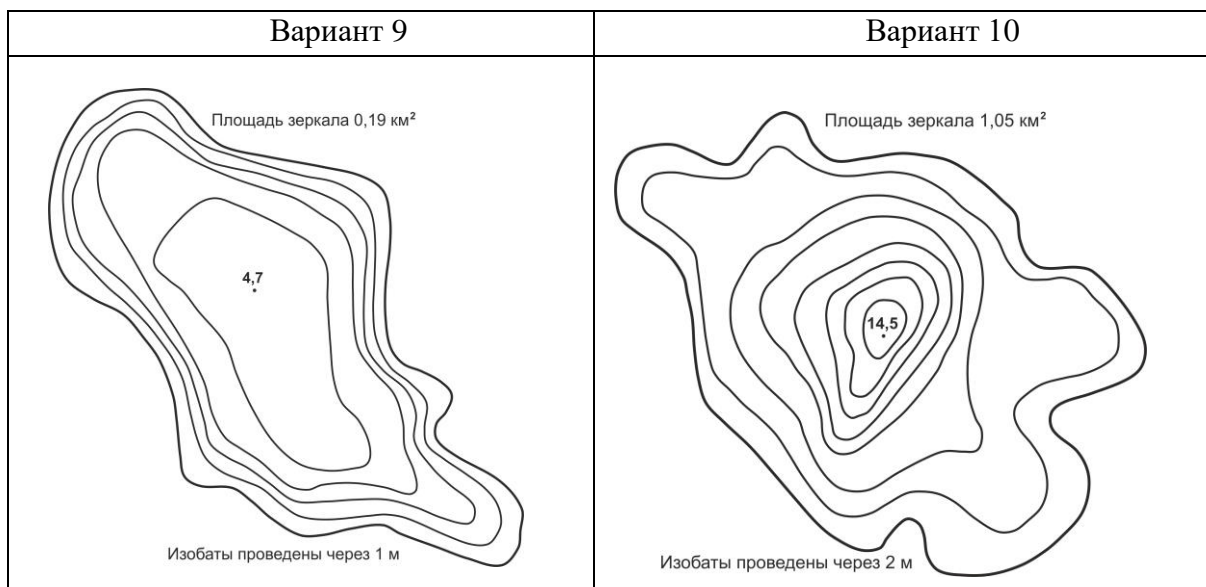 Вариант 9
Вариант 10
Площадь зеркала 0,19 км²
4,7
Изобаты проведены через 1 м
Площадь зеркала 1,05 км²
14,5
Изобаты проведены через 2 м